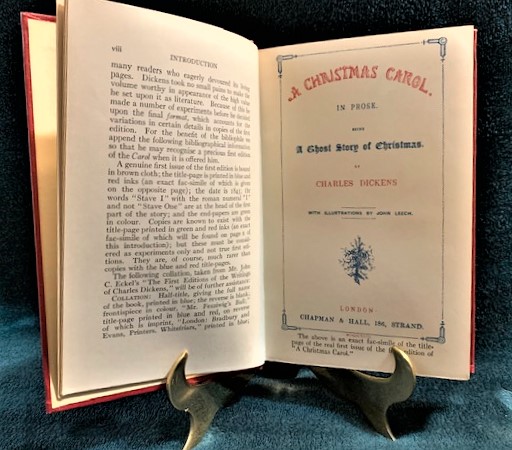 viii
INTRODUCTION
many readers who eagerly devoured its living
pages. Dickens took no small pains to make the
volume worthy in appearance of the high value
he set upon it as literature. Because of this he
made a number of experiments before he decided
upon the final format, which accounts for the
variations in certain details in copies of the first
edition. For the benefit of the bibliophile we
append the following bibliographical information
so that he may recognise a precious first edition
of the Carol when it is offered him.
A genuine first issue of the first edition is bound
in brown cloth; the title-page is printed in blue and
red inks (an exact fac-simile of which is given
on the opposite page); the date is 1843, the
words "Stave I" with the roman numeral "I"
and not "Stave One" are at the head of the first
part of the story; and the end-papers are green
in colour. Copies are known to exist with the
title-page printed in green and red inks (an exact
fac-simile of which will be found on page x of
this introduction); but these must be consid-
ered as experiments only and not true first edi-
tions. They are, of course, much rarer than
copies with the blue and red title-pages.
The following collation, taken from Mr. John
C. Eckel's "The First Editions of the Writings
of Charles Dickens," will be of further assistance:
COLLATION: Half-title, giving the full name
of the book, printed in blue, the reverse is blank;
frontispiece in colour, "Mr. Fezziwig's Ball";
title-page printed in blue and red, on reverse
of which is imprint, "London: Bradbury and
Evans, Printers, Whitefriars," printed in blue;
A CHRISTMAS CAROL.
IN PROSE.
BEING
A Ghost Story of Christmas.
BY
CHARLES DICKENS
WITH ILLUSTRATIONS BY JOHN LEECH.
LONDON
CHAPMAN & HALL, 186, STRAND.
The above is an exact fac-simile of the title-
page of the real first issue of the first edition of
"A Christmas Carol."